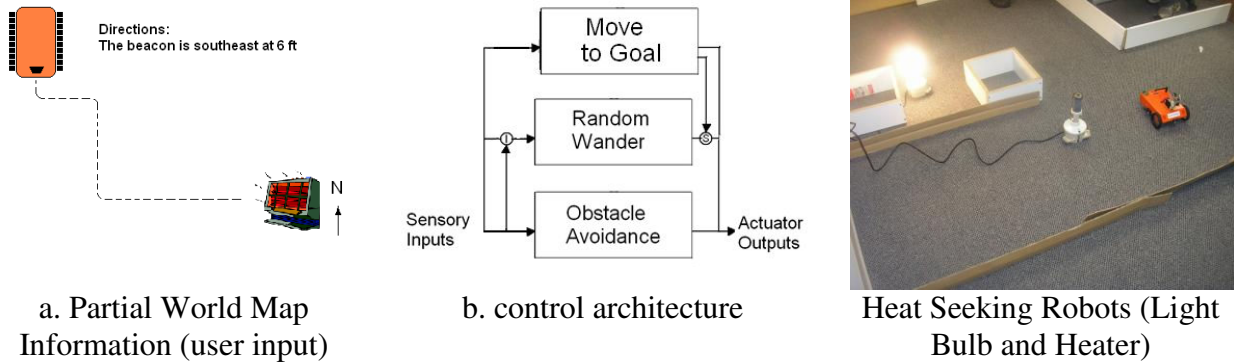 Directions:
The beacon is southeast at 6 ft
N
a. Partial World Map
Information (user input)
Move
to Goal
I
Random
Wander
S
Obstacle
Avoidance
Sensory
Inputs
Actuator
Outputs
b. control architecture
Heat Seeking Robots (Light
Bulb and Heater)